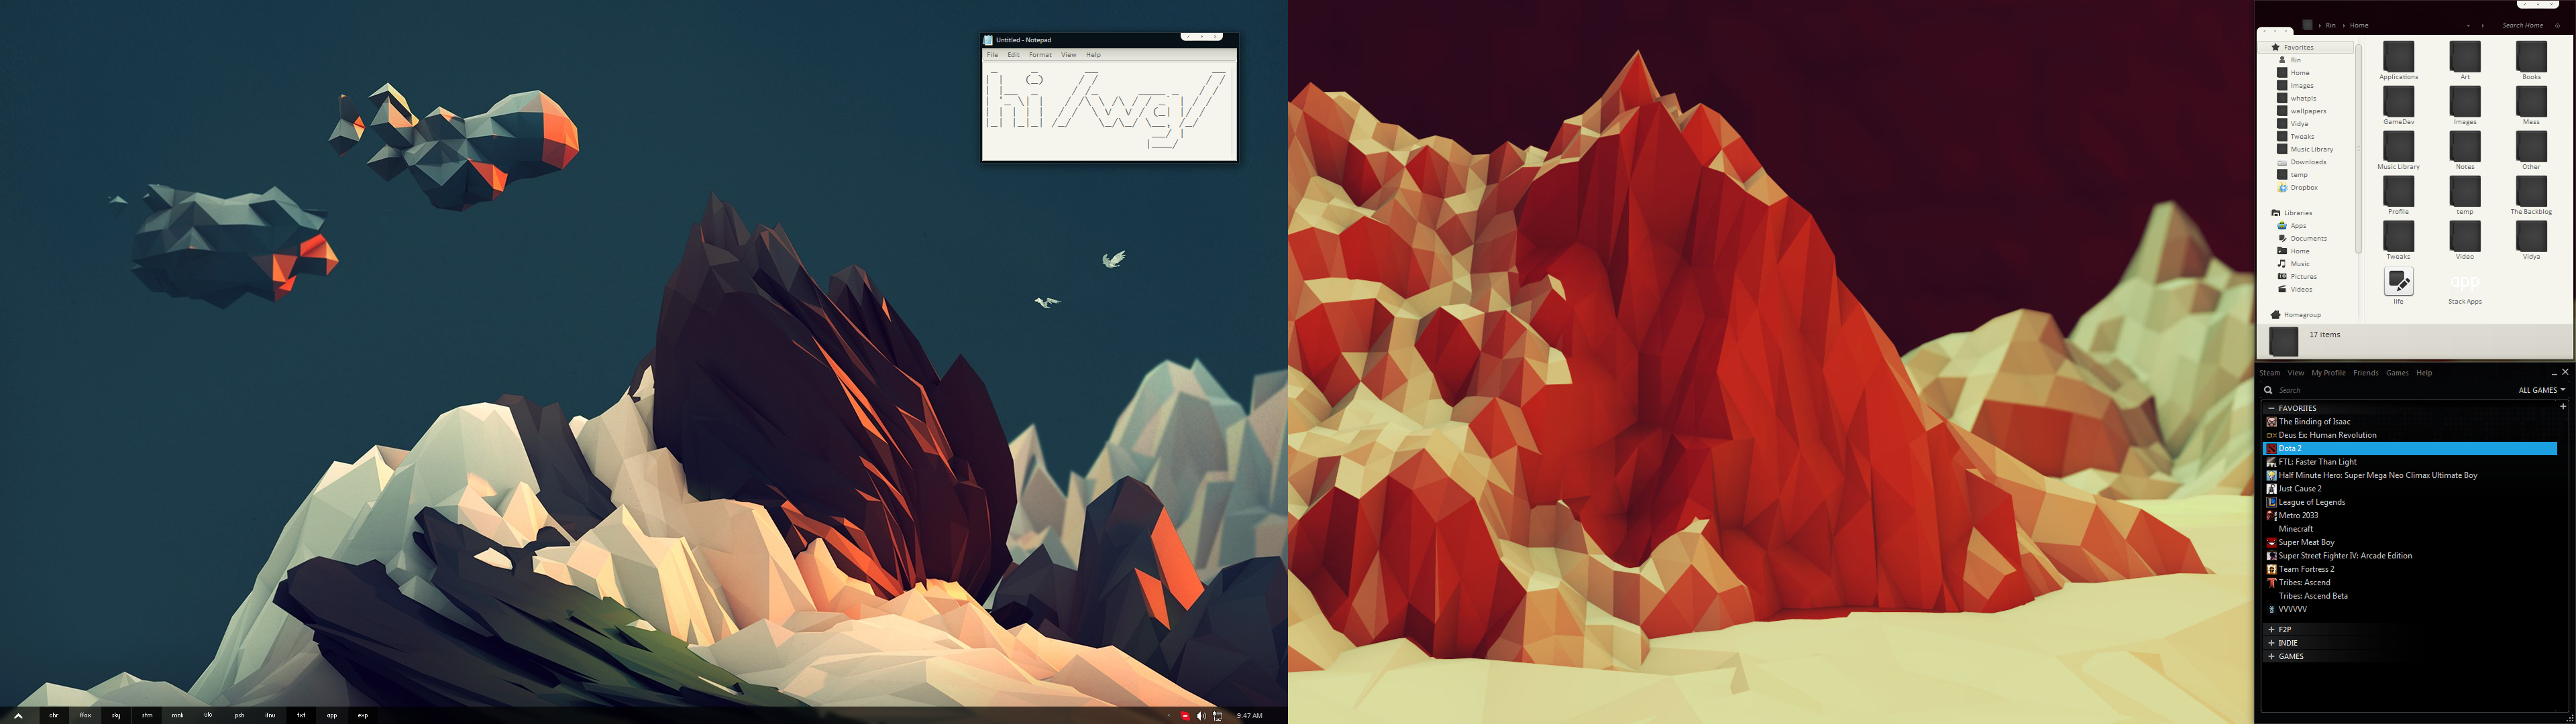 Untitled - Notepad
File Edit Format View Help
hi /wg/
chr ffox sky stm mnk vlc psh itnu txt app exp
9:47 AM
Rin Home
Search Home
Favorites
Rin
Home
Images
whatpls
wallpapers
Vidya
Tweaks
Music Library
Downloads
temp
Dropbox
Libraries
Apps
Documents
Home
Music
Pictures
Videos
Homegroup
Applications Art Books
GameDev Images Mess
Music Library Notes Other
Profile temp The Backblog
Tweaks Video Vidya
app
life Stack Apps
17 items
Steam View My Profile Friends Games Help
Search ALL GAMES
FAVORITES
The Binding of Isaac
Deus Ex: Human Revolution
Dota 2
FTL: Faster Than Light
Half Minute Hero: Super Mega Neo Climax Ultimate Boy
Just Cause 2
League of Legends
Metro 2033
Minecraft
Super Meat Boy
Super Street Fighter IV: Arcade Edition
Team Fortress 2
Tribes: Ascend
Tribes: Ascend Beta
VVVVVV
F2P
INDIE
GAMES